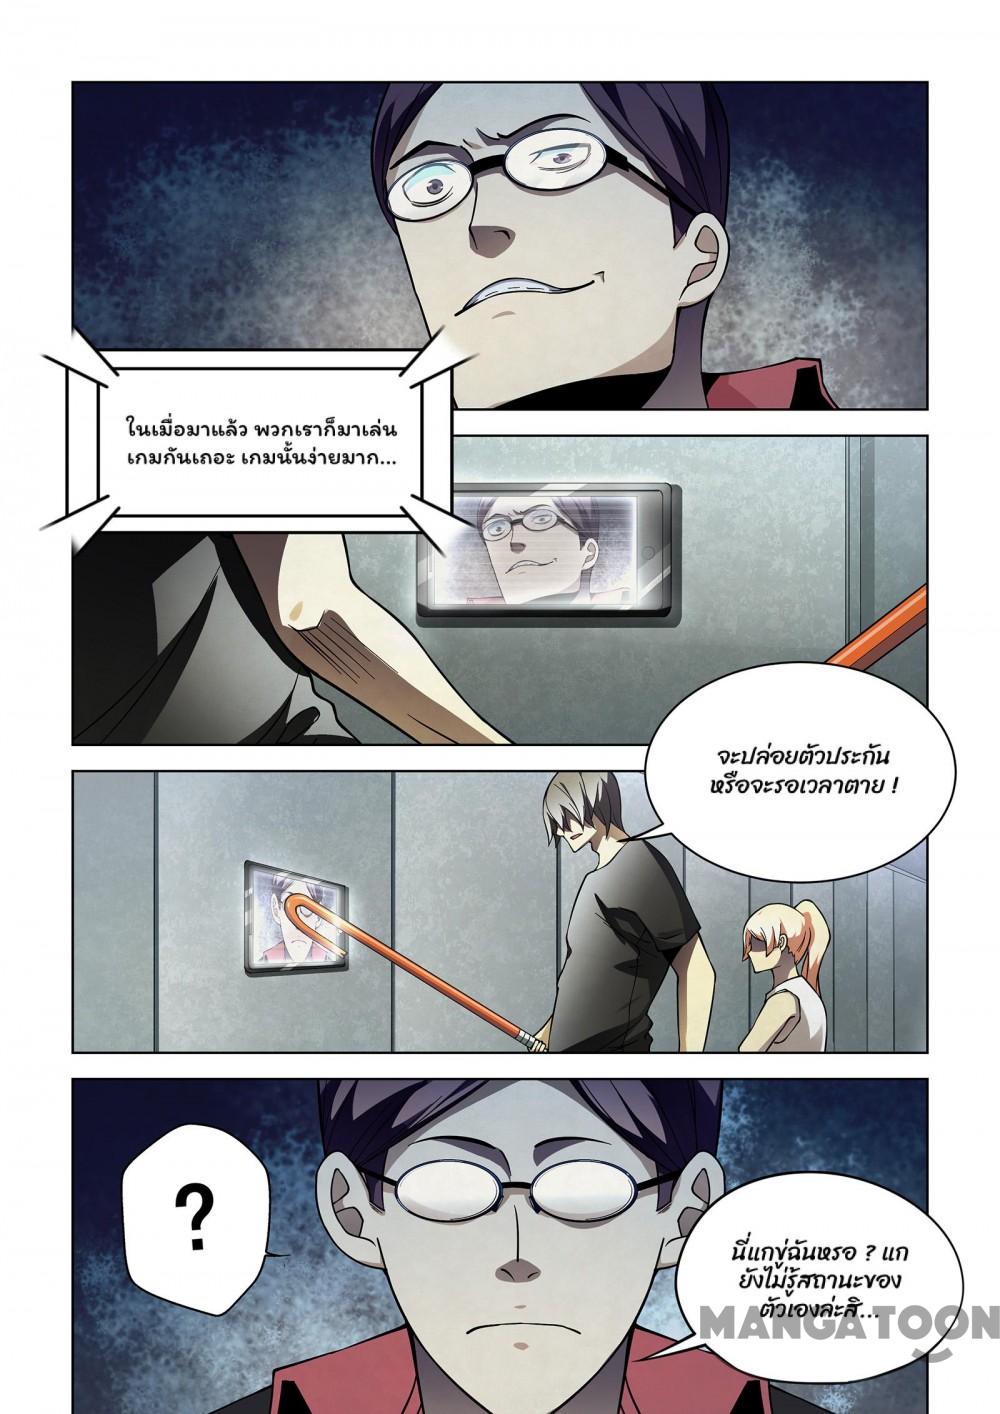 ในเมื่อมาแล้ว พวกเราก็มาเล่น
เกมกันเถอะ เกมนั้นง่ายมาก...
จะปล่อยตัวประกัน
หรือจะรอเวลาตาย !
?
นี่แกขู่ฉันหรอ ? แก
ยังไม่รู้สถานะของ
ตัวเองล่ะสิ...
MANGATOON